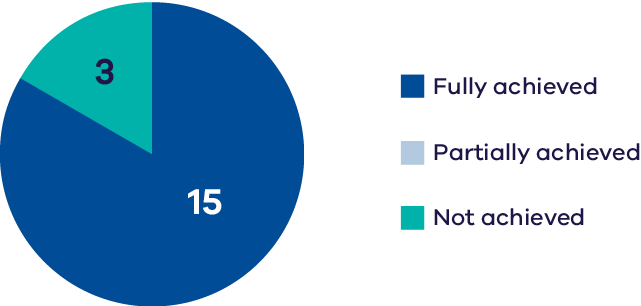 3
15
Fully achieved
Partially achieved
Not achieved